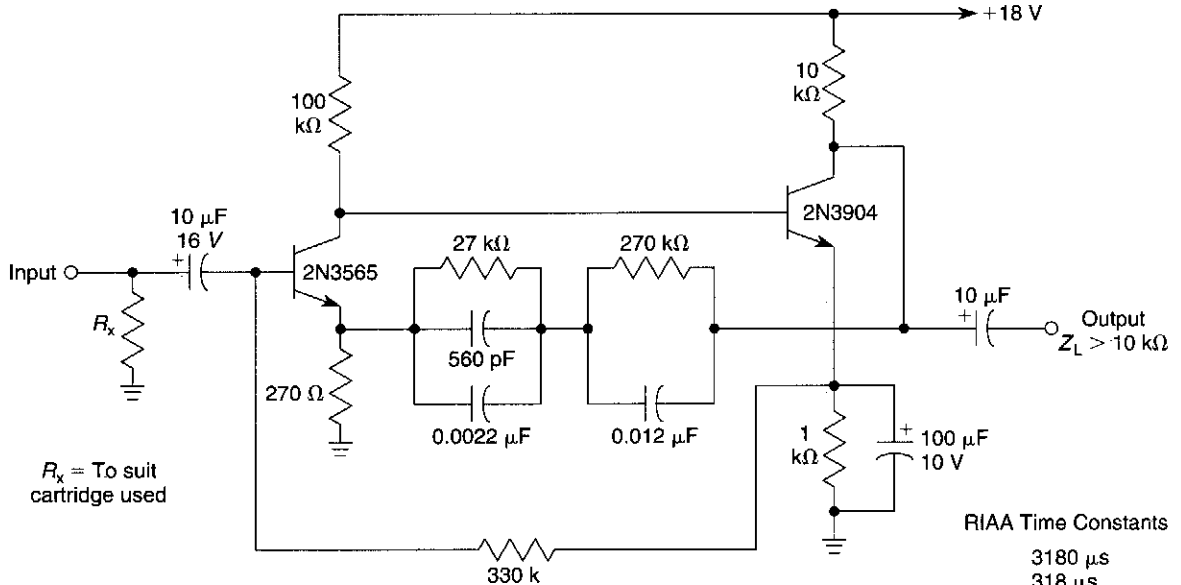 +18 V
10
kΩ
100
kΩ
2N3904
10 μF
16 V
27 kΩ
270 kΩ
Input
2N3565
10 μF
+
Output
Z_L > 10 kΩ
R_x
560 pF
270 Ω
0.0022 μF
0.012 μF
1
kΩ
+ 100 μF
10 V
R_x = To suit
cartridge used
RIAA Time Constants
330 k
3180 μs
318 μs